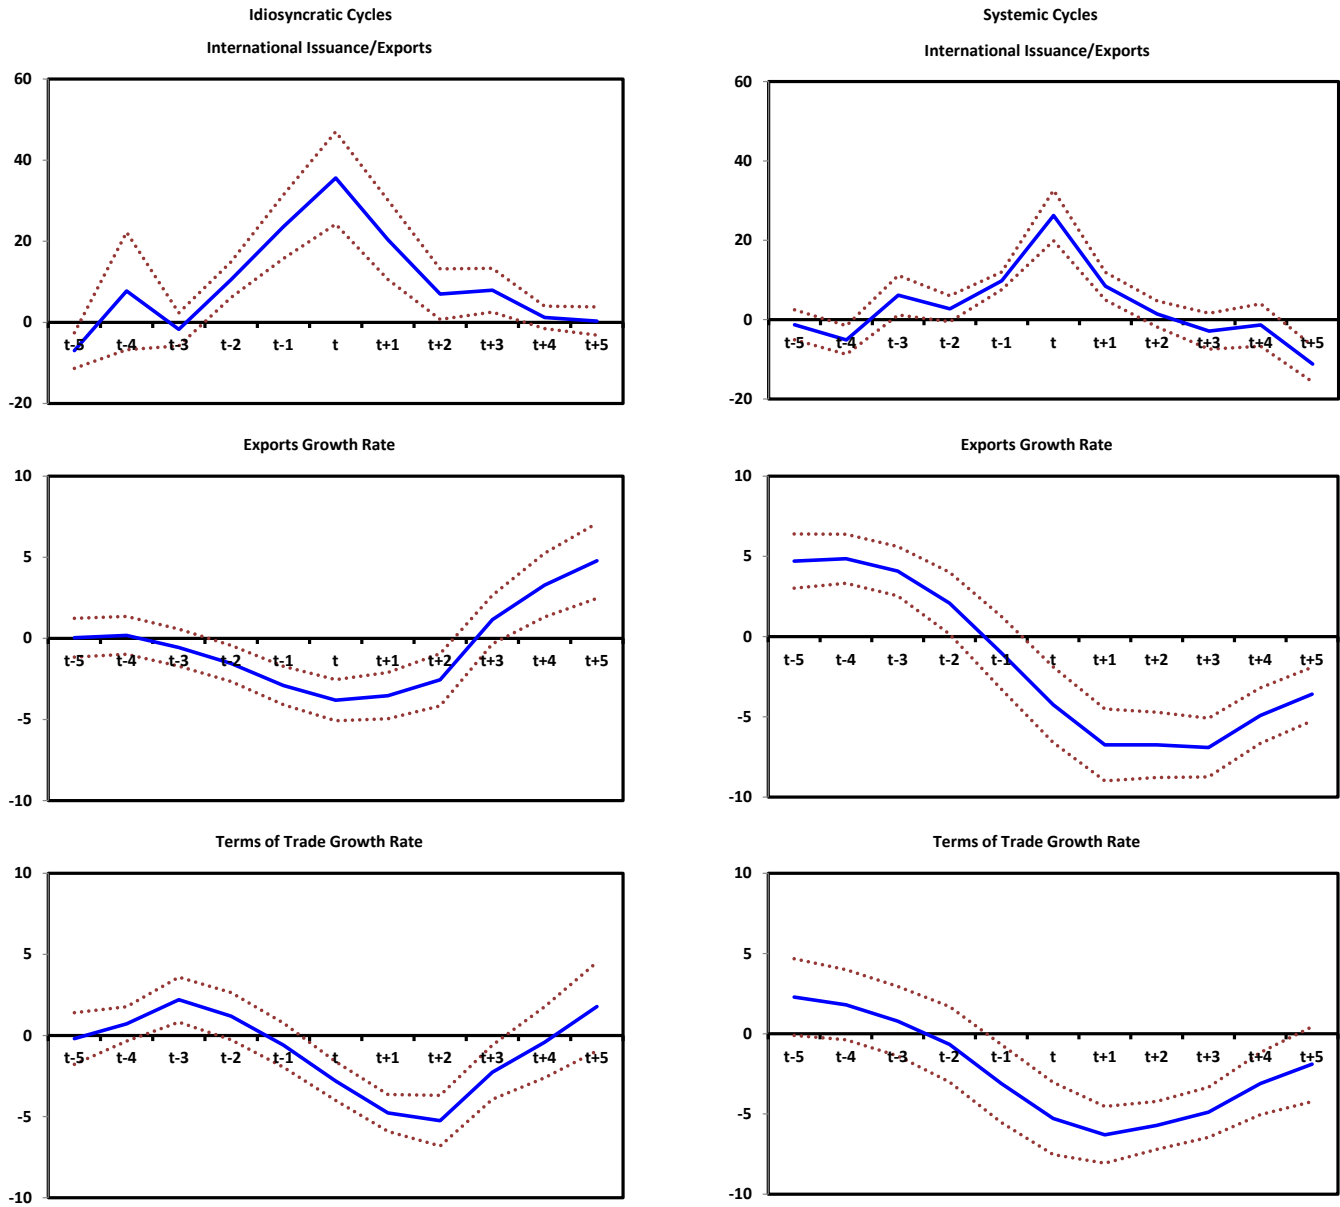 Idiosyncratic Cycles
International Issuance/Exports
60
40
20
0
-20
t-5 t-4 t-3 t-2 t-1 t t+1 t+2 t+3 t+4 t+5
Systemic Cycles
International Issuance/Exports
60
40
20
0
-20
t-5 t-4 t-3 t-2 t-1 t t+1 t+2 t+3 t+4 t+5
Exports Growth Rate
10
5
0
-5
-10
t-5 t-4 t-3 t-2 t-1 t t+1 t+2 t+3 t+4 t+5
Exports Growth Rate
10
5
0
-5
-10
t-5 t-4 t-3 t-2 t-1 t t+1 t+2 t+3 t+4 t+5
Terms of Trade Growth Rate
10
5
0
-5
-10
t-5 t-4 t-3 t-2 t-1 t t+1 t+2 t+3 t+4 t+5
Terms of Trade Growth Rate
10
5
0
-5
-10
t-5 t-4 t-3 t-2 t-1 t t+1 t+2 t+3 t+4 t+5